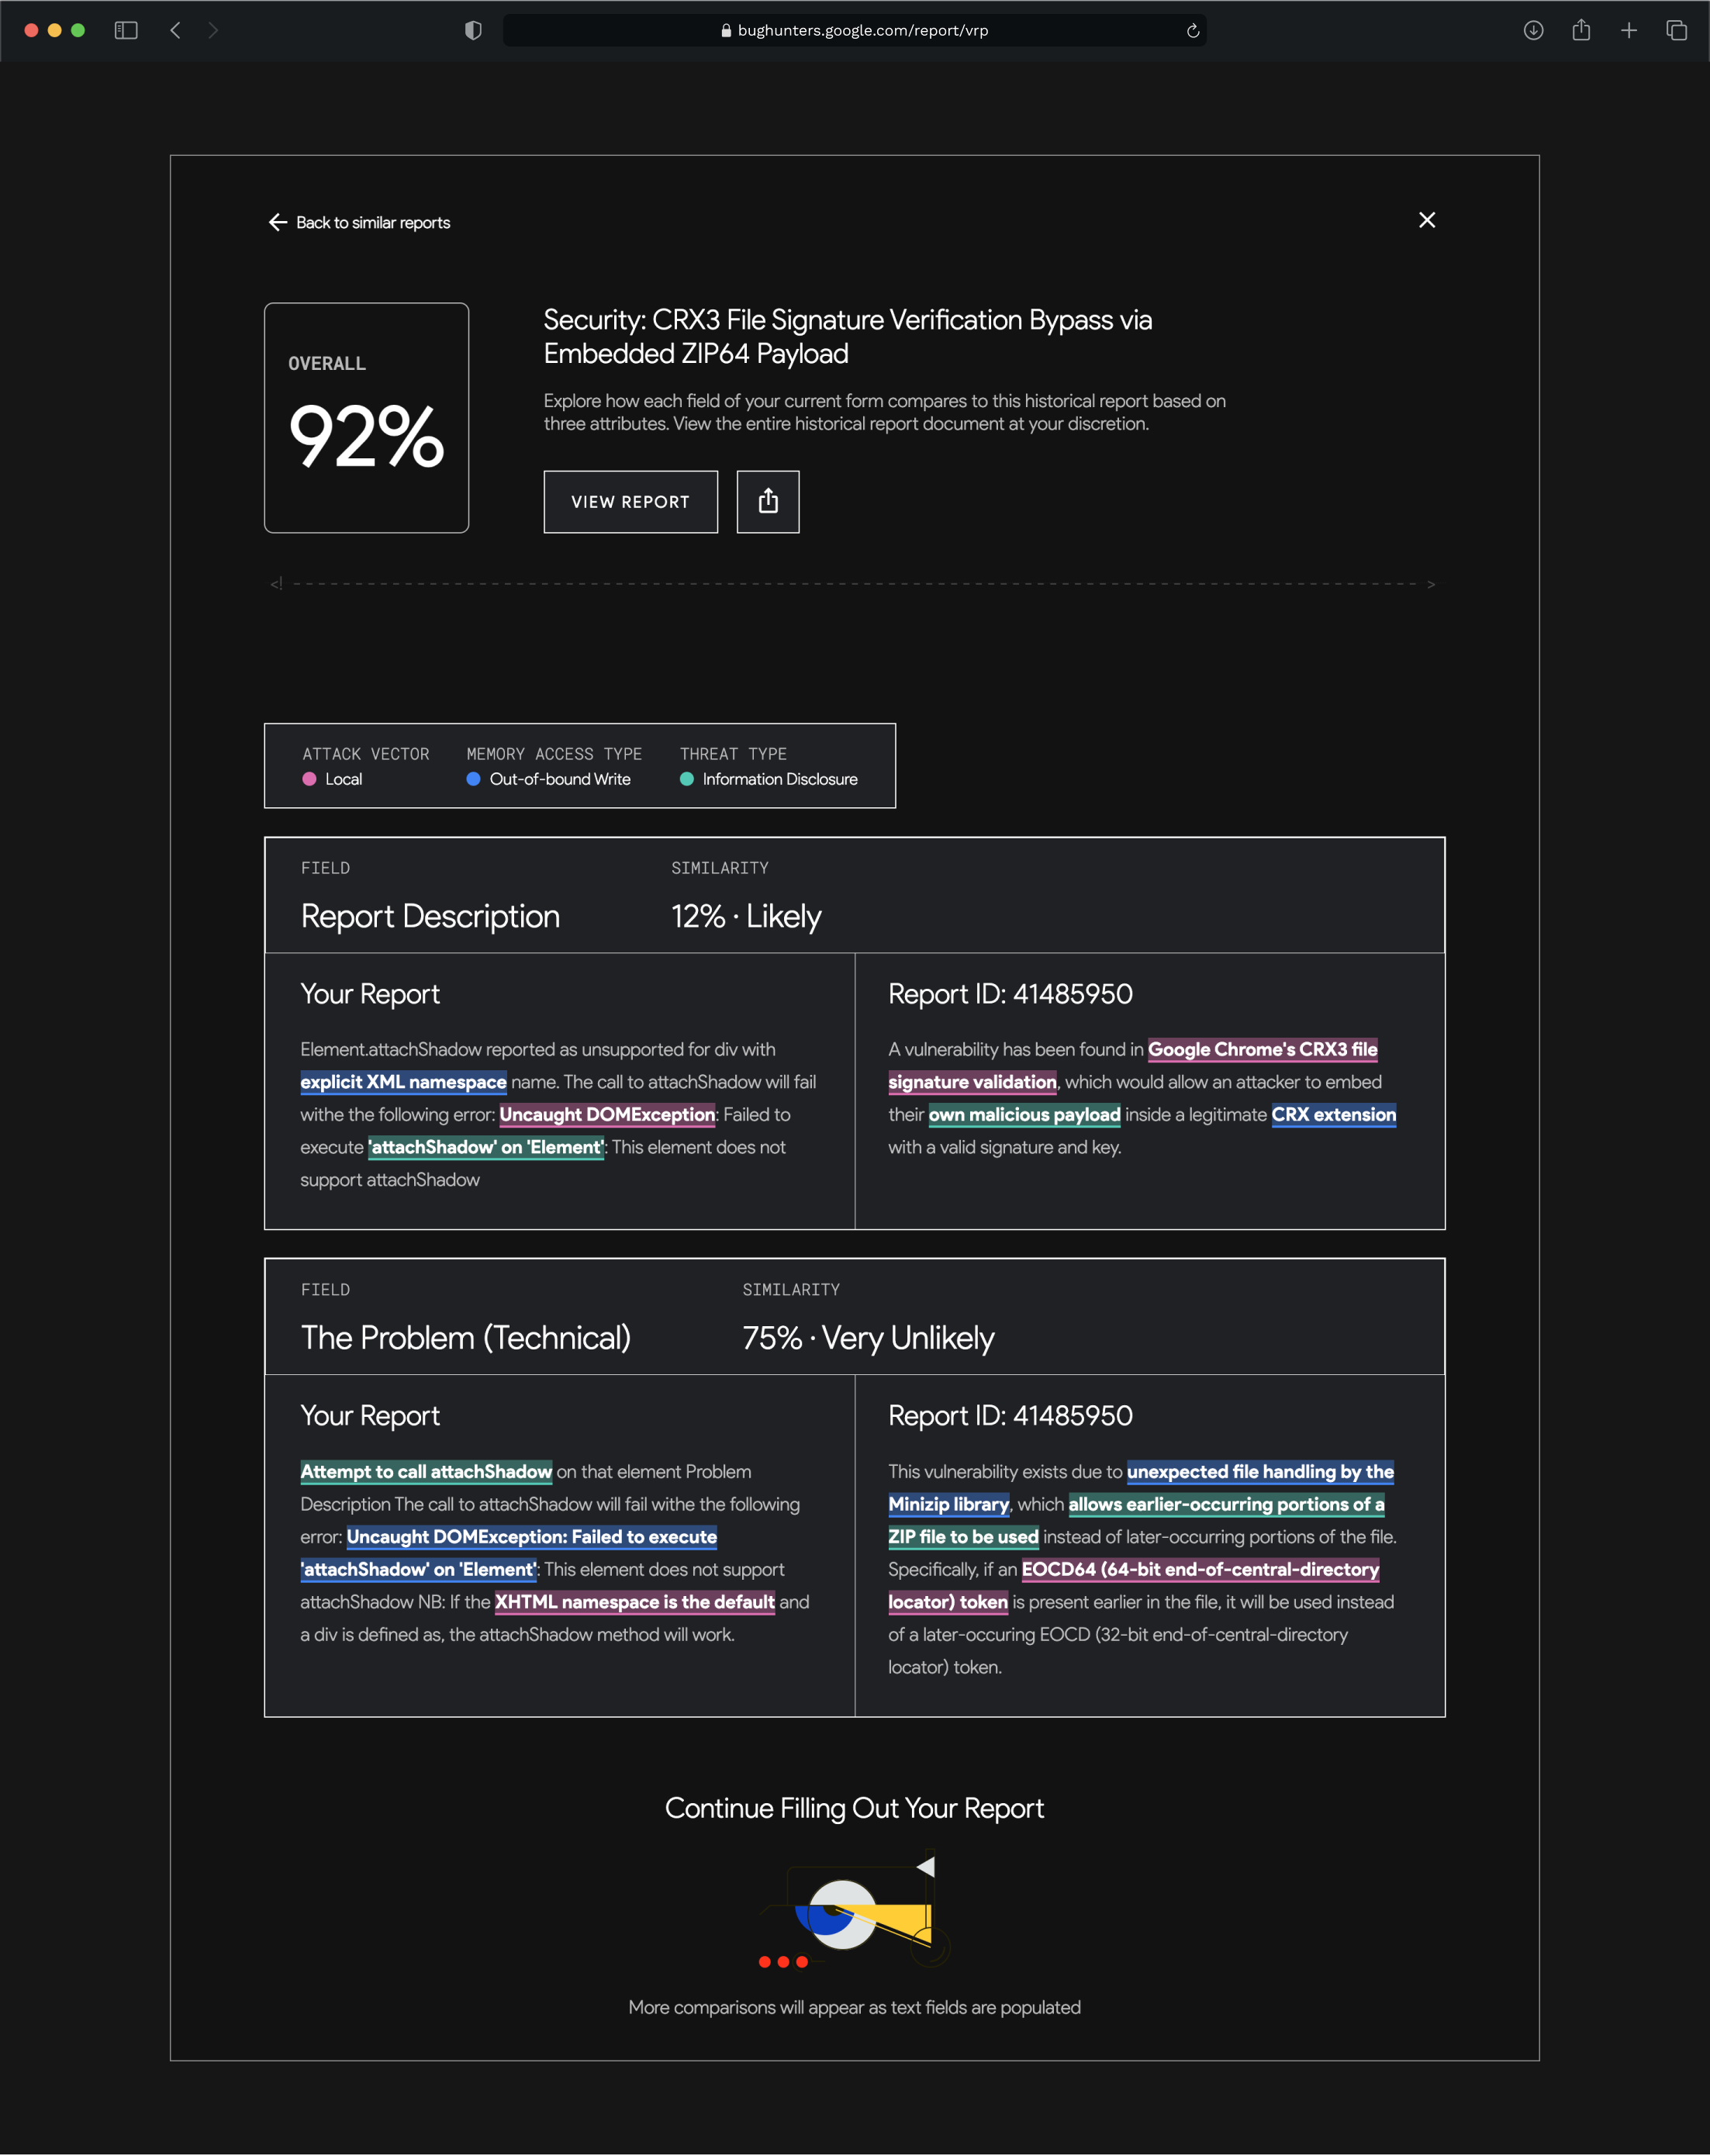 bughunters.google.com/report/vrp
Back to similar reports
OVERALL
92%
Security: CRX3 File Signature Verification Bypass via
Embedded ZIP64 Payload
Explore how each field of your current form compares to this historical report based on
three attributes. View the entire historical report document at your discretion.
VIEW REPORT
<! - - - - - - - - - - - - - - - - - - - - - - - - - - - - - - >
ATTACK VECTOR
Local
MEMORY ACCESS TYPE
Out-of-bound Write
THREAT TYPE
Information Disclosure
FIELD
Report Description
SIMILARITY
12% · Likely
Your Report
Element.attachShadow reported as unsupported for div with
explicit XML namespace name. The call to attachShadow will fail
withe the following error: Uncaught DOMException: Failed to
execute 'attachShadow' on 'Element': This element does not
support attachShadow
Report ID: 41485950
A vulnerability has been found in Google Chrome's CRX3 file
signature validation, which would allow an attacker to embed
their own malicious payload inside a legitimate CRX extension
with a valid signature and key.
FIELD
The Problem (Technical)
SIMILARITY
75% · Very Unlikely
Your Report
Attempt to call attachShadow on that element Problem
Description The call to attachShadow will fail withe the following
error: Uncaught DOMException: Failed to execute
'attachShadow' on 'Element': This element does not support
attachShadow NB: If the XHTML namespace is the default and
a div is defined as, the attachShadow method will work.
Report ID: 41485950
This vulnerability exists due to unexpected file handling by the
Minizip library, which allows earlier-occurring portions of a
ZIP file to be used instead of later-occurring portions of the file.
Specifically, if an EOCD64 (64-bit end-of-central-directory
locator) token is present earlier in the file, it will be used instead
of a later-occuring EOCD (32-bit end-of-central-directory
locator) token.
Continue Filling Out Your Report
More comparisons will appear as text fields are populated